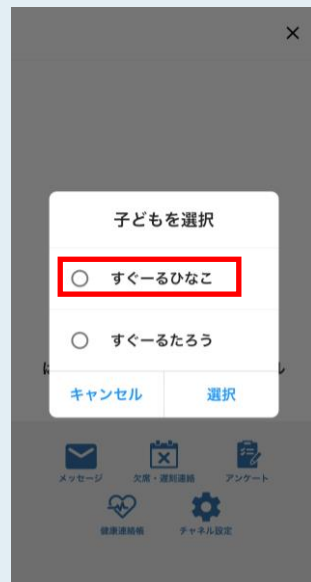 ×
子どもを選択
すぐーるひなこ
すぐーるたろう
キャンセル 選択
メッセージ 欠席・遅刻連絡 アンケート
健康連絡帳 チャネル設定